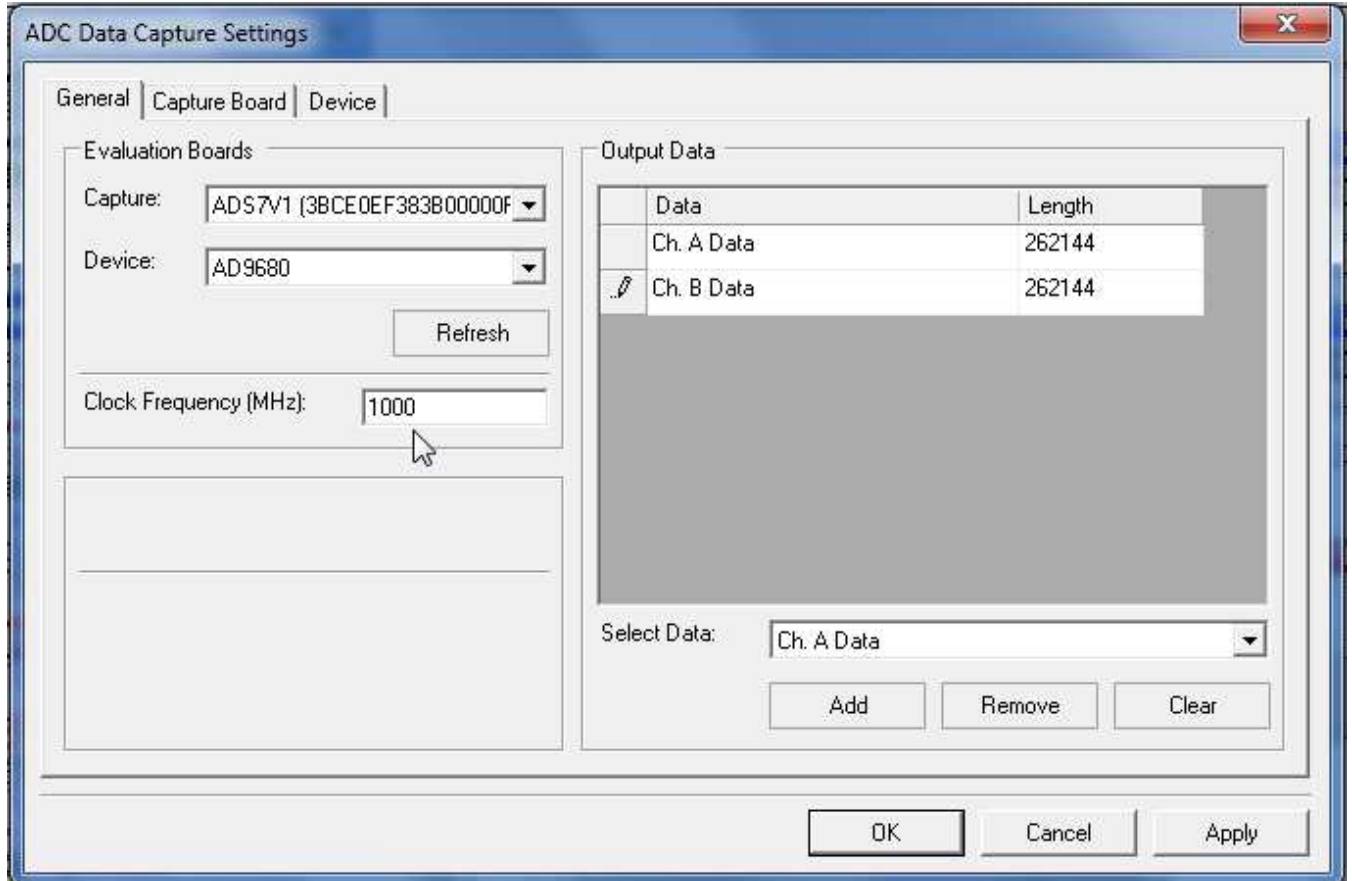 ADC Data Capture Settings
General
Capture Board
Device
Evaluation Boards
Capture:
ADS7V1 (3BCE0EF383B00000F
Device:
AD9680
Refresh
Clock Frequency (MHz):
1000
Output Data
Data Length
Ch. A Data 262144
Ch. B Data 262144
Select Data:
Ch. A Data
Add
Remove
Clear
OK
Cancel
Apply